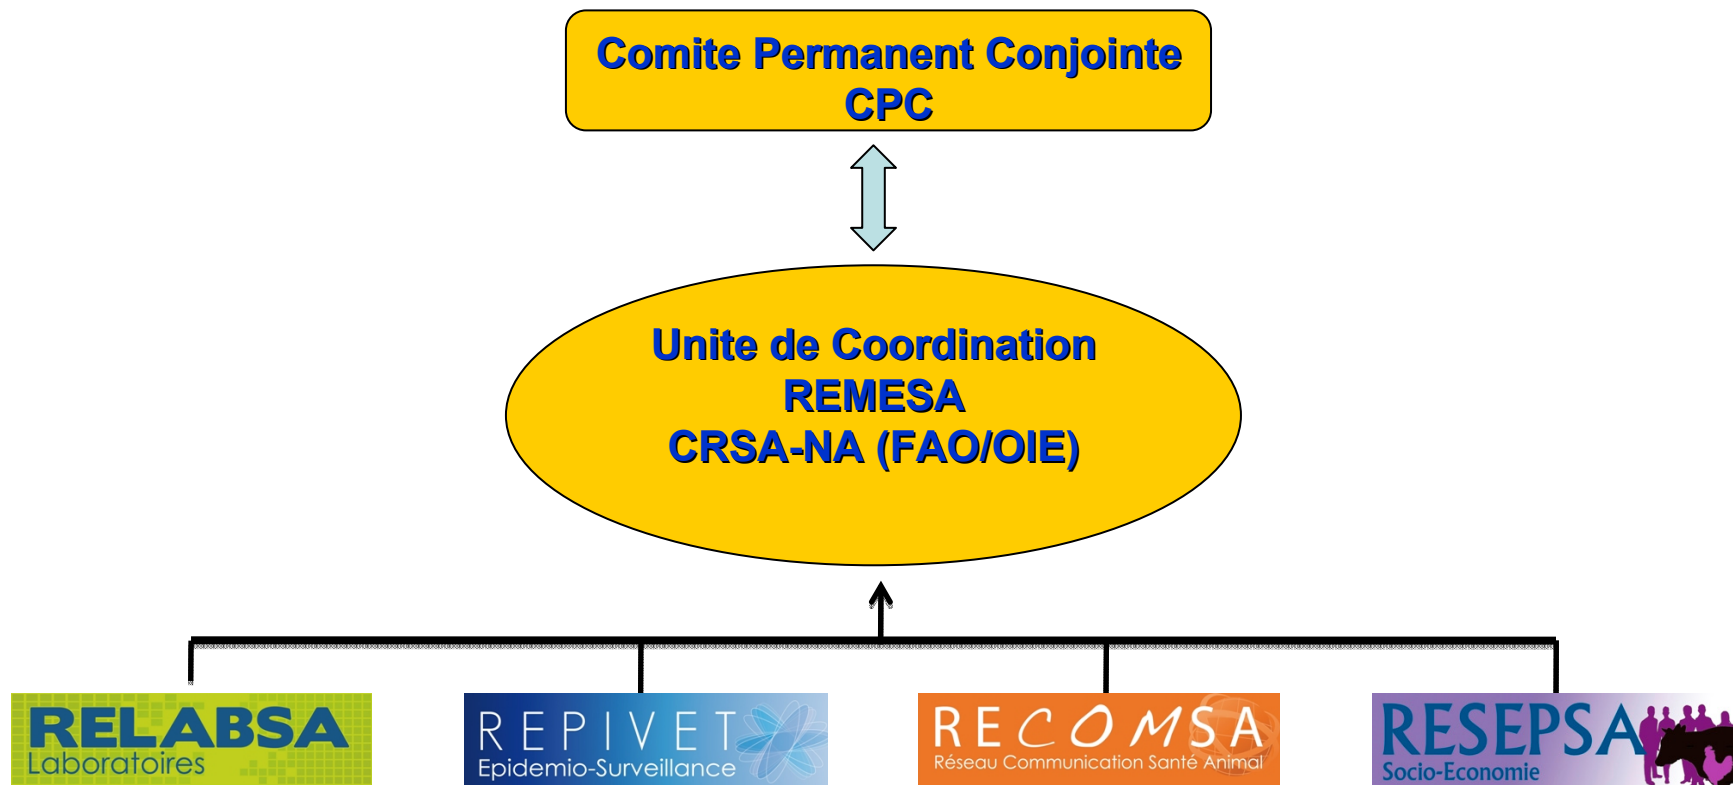 Comite Permanent Conjointe
CPC
Unite de Coordination
REMESA
CRSA-NA (FAO/OIE)
RELABSA
Laboratoires
REPIVET
Epidemio-Surveillance
RECOMSA
Réseau Communication Santé Animal
RESEPSA
Socio-Economie